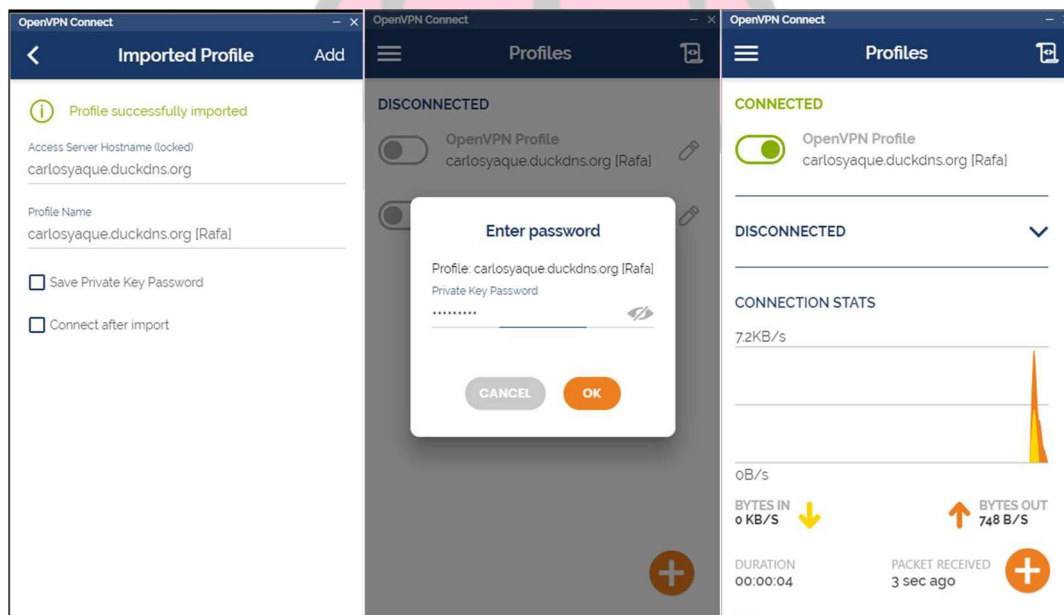 OpenVPN Connect
Imported Profile
Add
Profile successfully imported
Access Server Hostname (locked)
carlosyaque.duckdns.org
Profile Name
carlosyaque.duckdns.org [Rafa]
Save Private Key Password
Connect after import
OpenVPN Connect
Profiles
DISCONNECTED
OpenVPN Profile
carlosyaque.duckdns.org [Rafa]
Enter password
Profile: carlosyaque.duckdns.org [Rafa]
Private Key Password
•••••••••
CANCEL
OK
OpenVPN Connect
Profiles
CONNECTED
OpenVPN Profile
carlosyaque.duckdns.org [Rafa]
DISCONNECTED
CONNECTION STATS
7.2KB/s
0B/s
BYTES IN
0 KB/S
BYTES OUT
748 B/S
DURATION
00:00:04
PACKET RECEIVED
3 sec ago